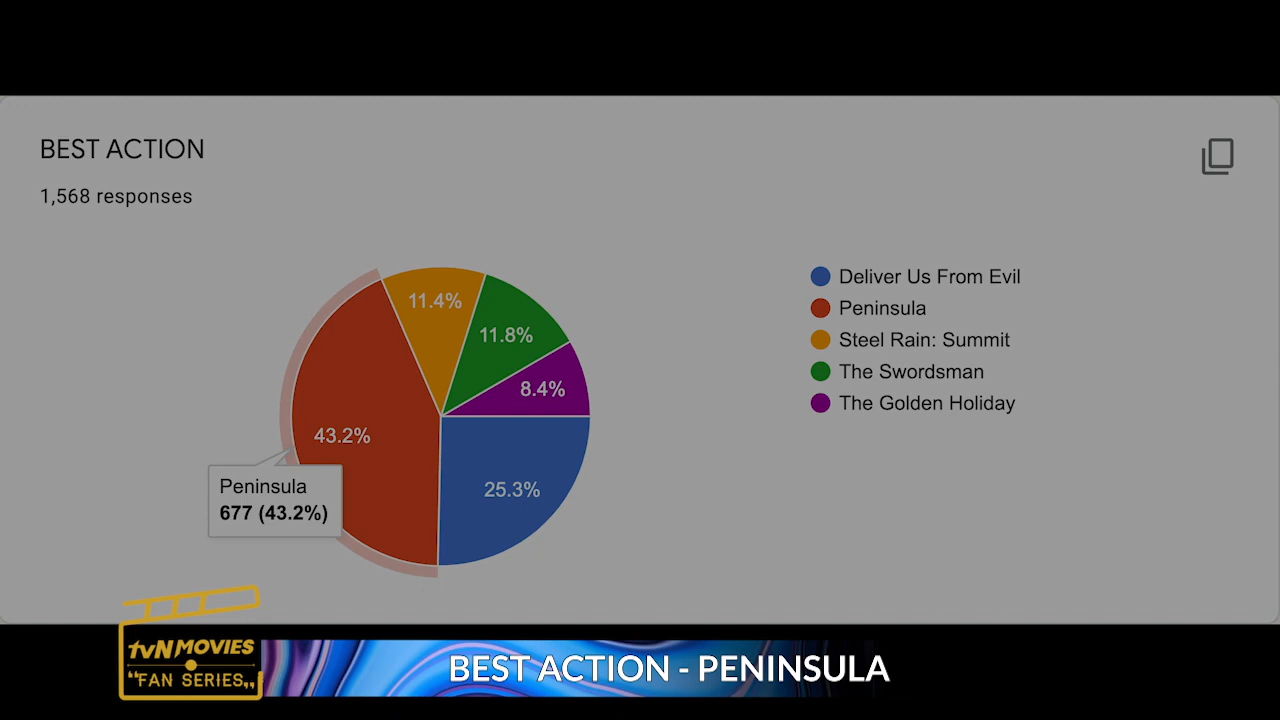 BEST ACTION
1,568 responses
11.4%
11.8%
8.4%
43.2%
25.3%
Peninsula
677 (43.2%)
Deliver Us From Evil
Peninsula
Steel Rain: Summit
The Swordsman
The Golden Holiday
tvN MOVIES
“FAN SERIES„
BEST ACTION - PENINSULA